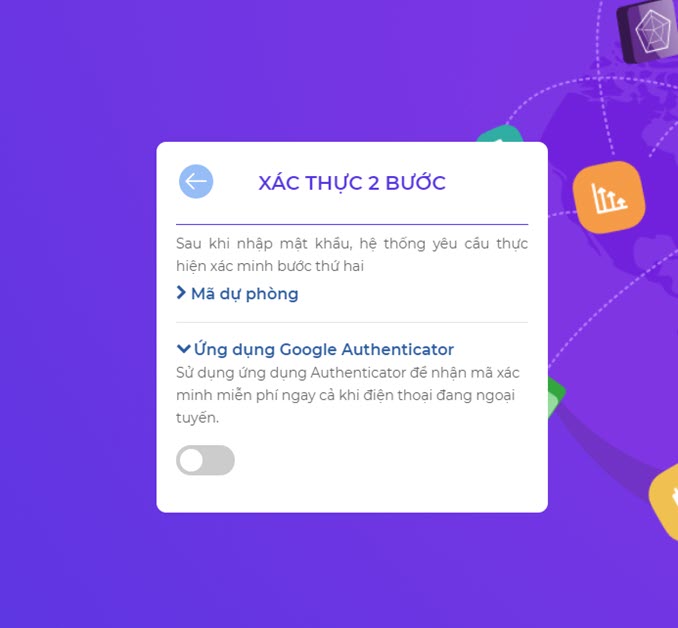 XÁC THỰC 2 BƯỚC
Sau khi nhập mật khẩu, hệ thống yêu cầu thực
hiện xác minh bước thứ hai
Mã dự phòng
Ứng dụng Google Authenticator
Sử dụng ứng dụng Authenticator để nhận mã xác
minh miễn phí ngay cả khi điện thoại đang ngoại
tuyến.